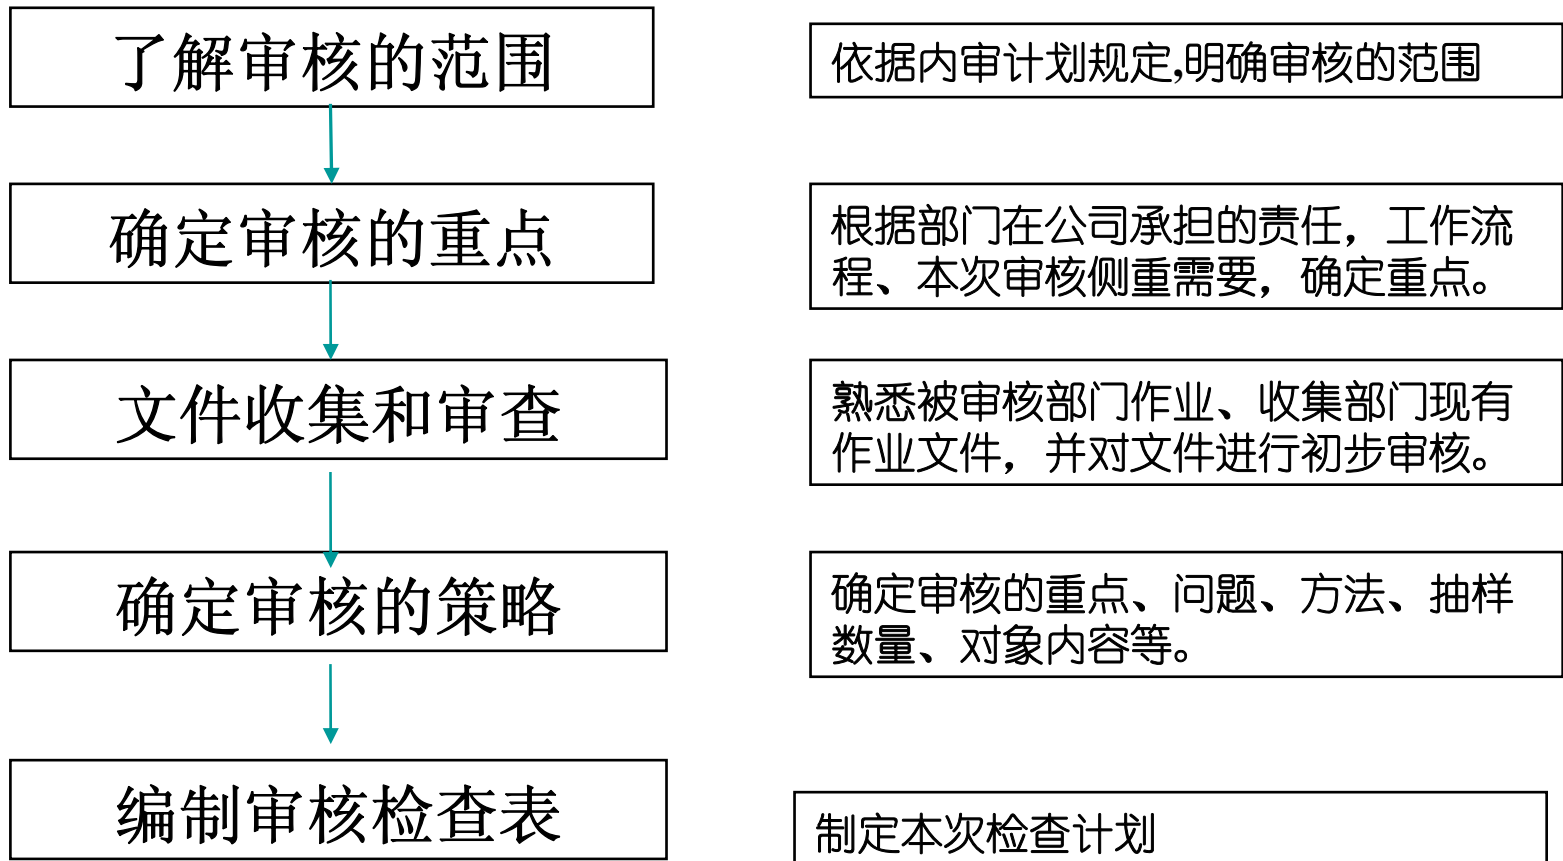 了解审核的范围
依据内审计划规定,明确审核的范围
确定审核的重点
根据部门在公司承担的责任，工作流
程、本次审核侧重需要，确定重点。
文件收集和审查
熟悉被审核部门作业、收集部门现有
作业文件，并对文件进行初步审核。
确定审核的策略
确定审核的重点、问题、方法、抽样
数量、对象内容等。
编制审核检查表
制定本次检查计划